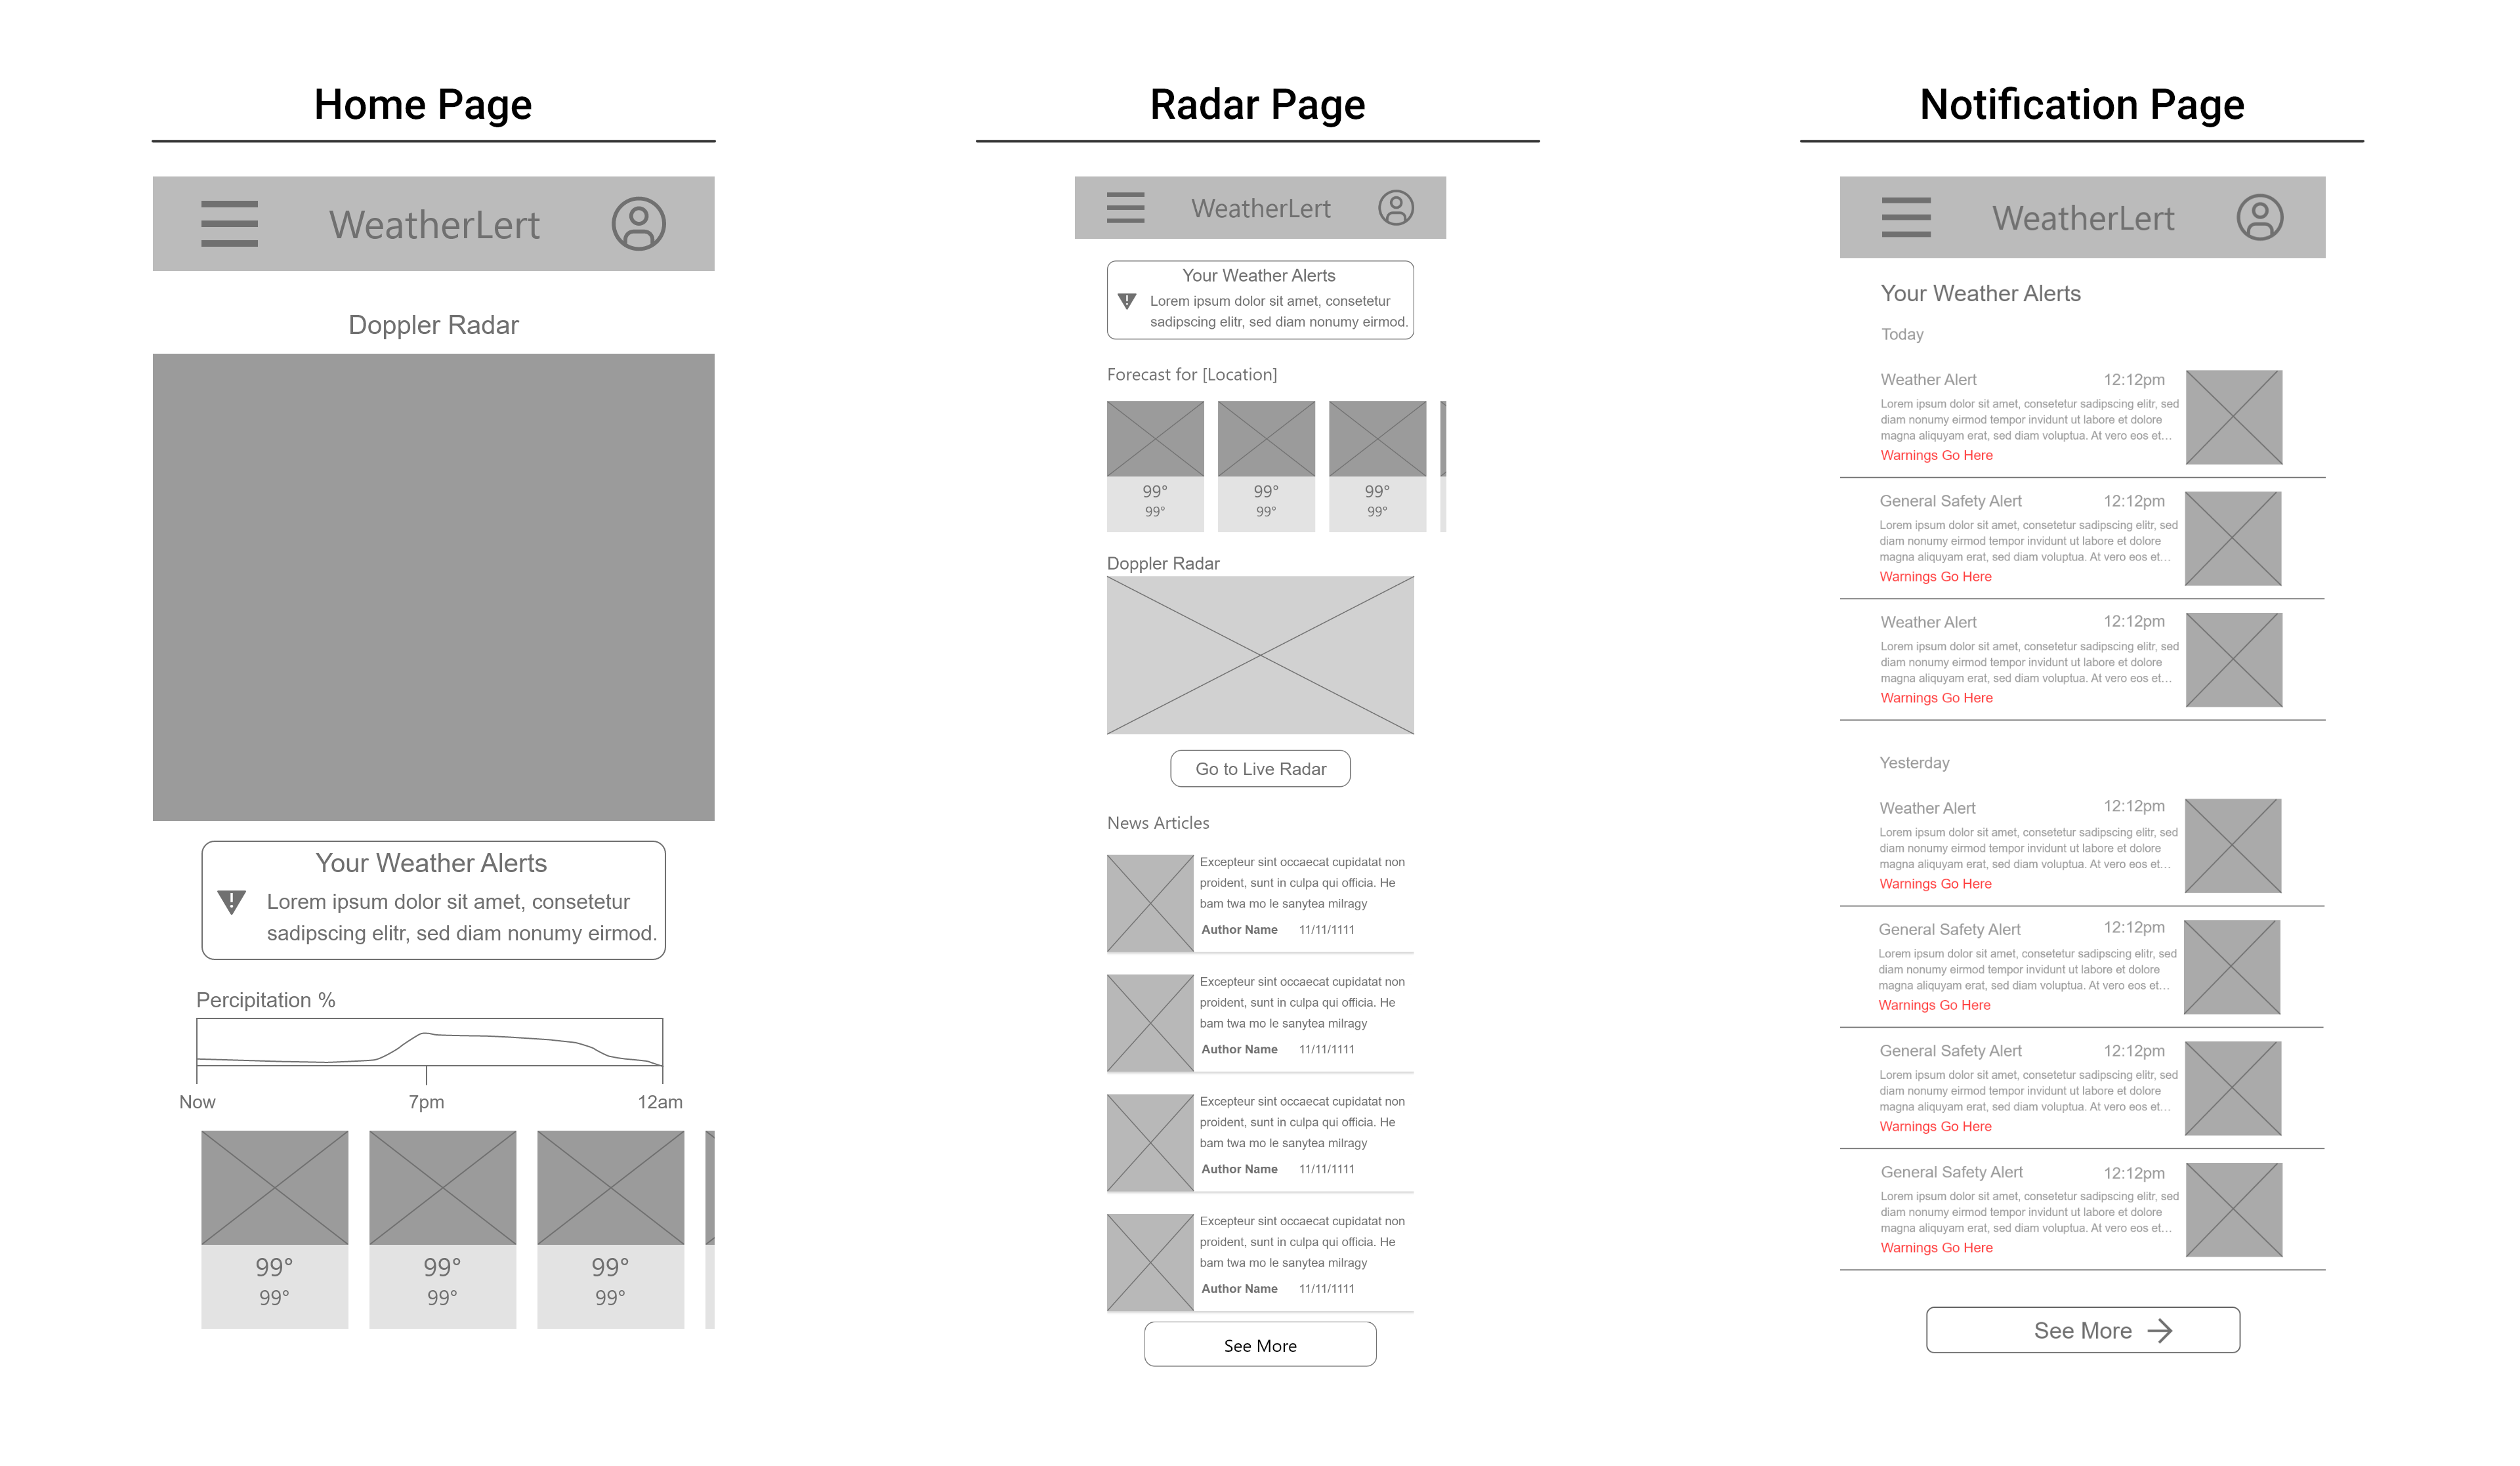 Home Page
WeatherLert
Doppler Radar
Your Weather Alerts
Lorem ipsum dolor sit amet, consetetur
sadipscing elitr, sed diam nonumy eirmod.
Percipitation %
Now 7pm 12am
99° 99° 99°
99° 99° 99°
Radar Page
WeatherLert
Your Weather Alerts
Lorem ipsum dolor sit amet, consetetur
sadipscing elitr, sed diam nonumy eirmod.
Forecast for [Location]
99° 99° 99°
99° 99° 99°
Doppler Radar
Go to Live Radar
News Articles
Excepteur sint occaecat cupidatat non
proident, sunt in culpa qui officia. He
bam twa mo le sanytea milragy
Author Name 11/11/1111
Excepteur sint occaecat cupidatat non
proident, sunt in culpa qui officia. He
bam twa mo le sanytea milragy
Author Name 11/11/1111
Excepteur sint occaecat cupidatat non
proident, sunt in culpa qui officia. He
bam twa mo le sanytea milragy
Author Name 11/11/1111
Excepteur sint occaecat cupidatat non
proident, sunt in culpa qui officia. He
bam twa mo le sanytea milragy
Author Name 11/11/1111
See More
Notification Page
WeatherLert
Your Weather Alerts
Today
Weather Alert 12:12pm
Lorem ipsum dolor sit amet, consetetur sadipscing elitr, sed
diam nonumy eirmod tempor invidunt ut labore et dolore
magna aliquyam erat, sed diam voluptua. At vero eos et...
Warnings Go Here
General Safety Alert 12:12pm
Lorem ipsum dolor sit amet, consetetur sadipscing elitr, sed
diam nonumy eirmod tempor invidunt ut labore et dolore
magna aliquyam erat, sed diam voluptua. At vero eos et...
Warnings Go Here
Weather Alert 12:12pm
Lorem ipsum dolor sit amet, consetetur sadipscing elitr, sed
diam nonumy eirmod tempor invidunt ut labore et dolore
magna aliquyam erat, sed diam voluptua. At vero eos et...
Warnings Go Here
Yesterday
Weather Alert 12:12pm
Lorem ipsum dolor sit amet, consetetur sadipscing elitr, sed
diam nonumy eirmod tempor invidunt ut labore et dolore
magna aliquyam erat, sed diam voluptua. At vero eos et...
Warnings Go Here
General Safety Alert 12:12pm
Lorem ipsum dolor sit amet, consetetur sadipscing elitr, sed
diam nonumy eirmod tempor invidunt ut labore et dolore
magna aliquyam erat, sed diam voluptua. At vero eos et...
Warnings Go Here
General Safety Alert 12:12pm
Lorem ipsum dolor sit amet, consetetur sadipscing elitr, sed
diam nonumy eirmod tempor invidunt ut labore et dolore
magna aliquyam erat, sed diam voluptua. At vero eos et...
Warnings Go Here
General Safety Alert 12:12pm
Lorem ipsum dolor sit amet, consetetur sadipscing elitr, sed
diam nonumy eirmod tempor invidunt ut labore et dolore
magna aliquyam erat, sed diam voluptua. At vero eos et...
Warnings Go Here
See More